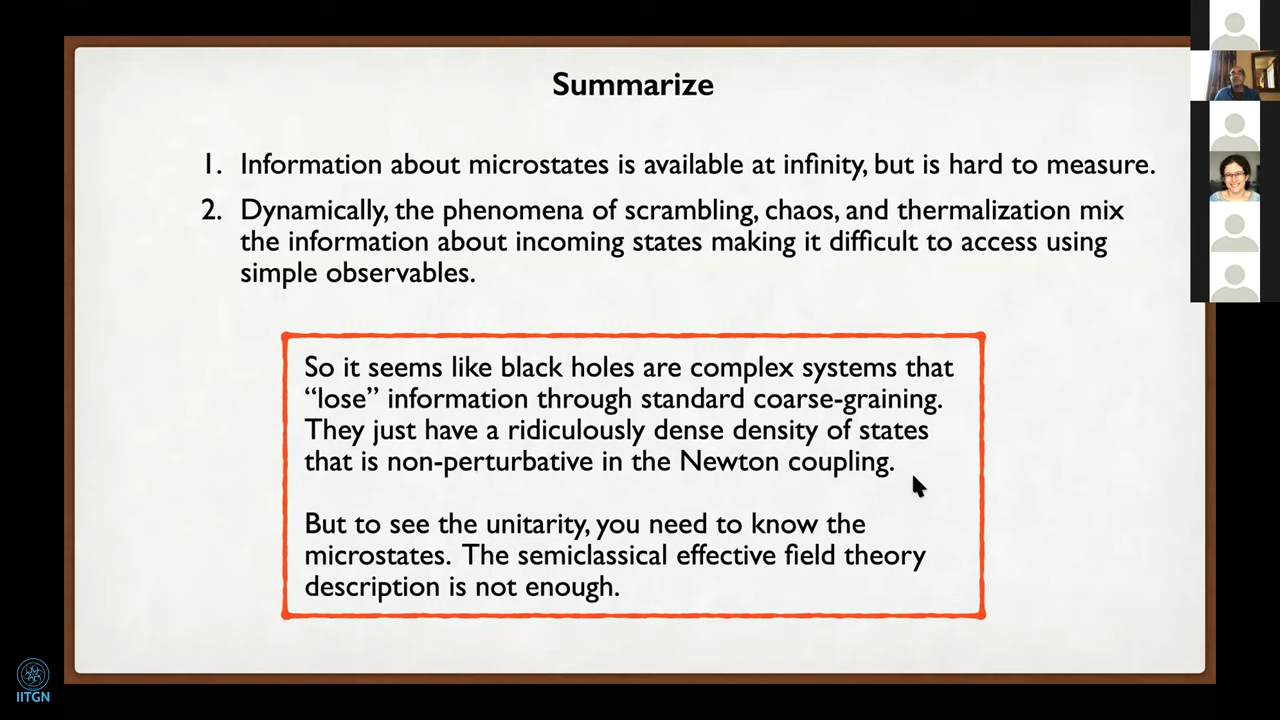 Summarize
1. Information about microstates is available at infinity, but is hard to measure.
2. Dynamically, the phenomena of scrambling, chaos, and thermalization mix
the information about incoming states making it difficult to access using
simple observables.
So it seems like black holes are complex systems that
“lose” information through standard coarse-graining.
They just have a ridiculously dense density of states
that is non-perturbative in the Newton coupling.
But to see the unitarity, you need to know the
microstates. The semiclassical effective field theory
description is not enough.
IITGN